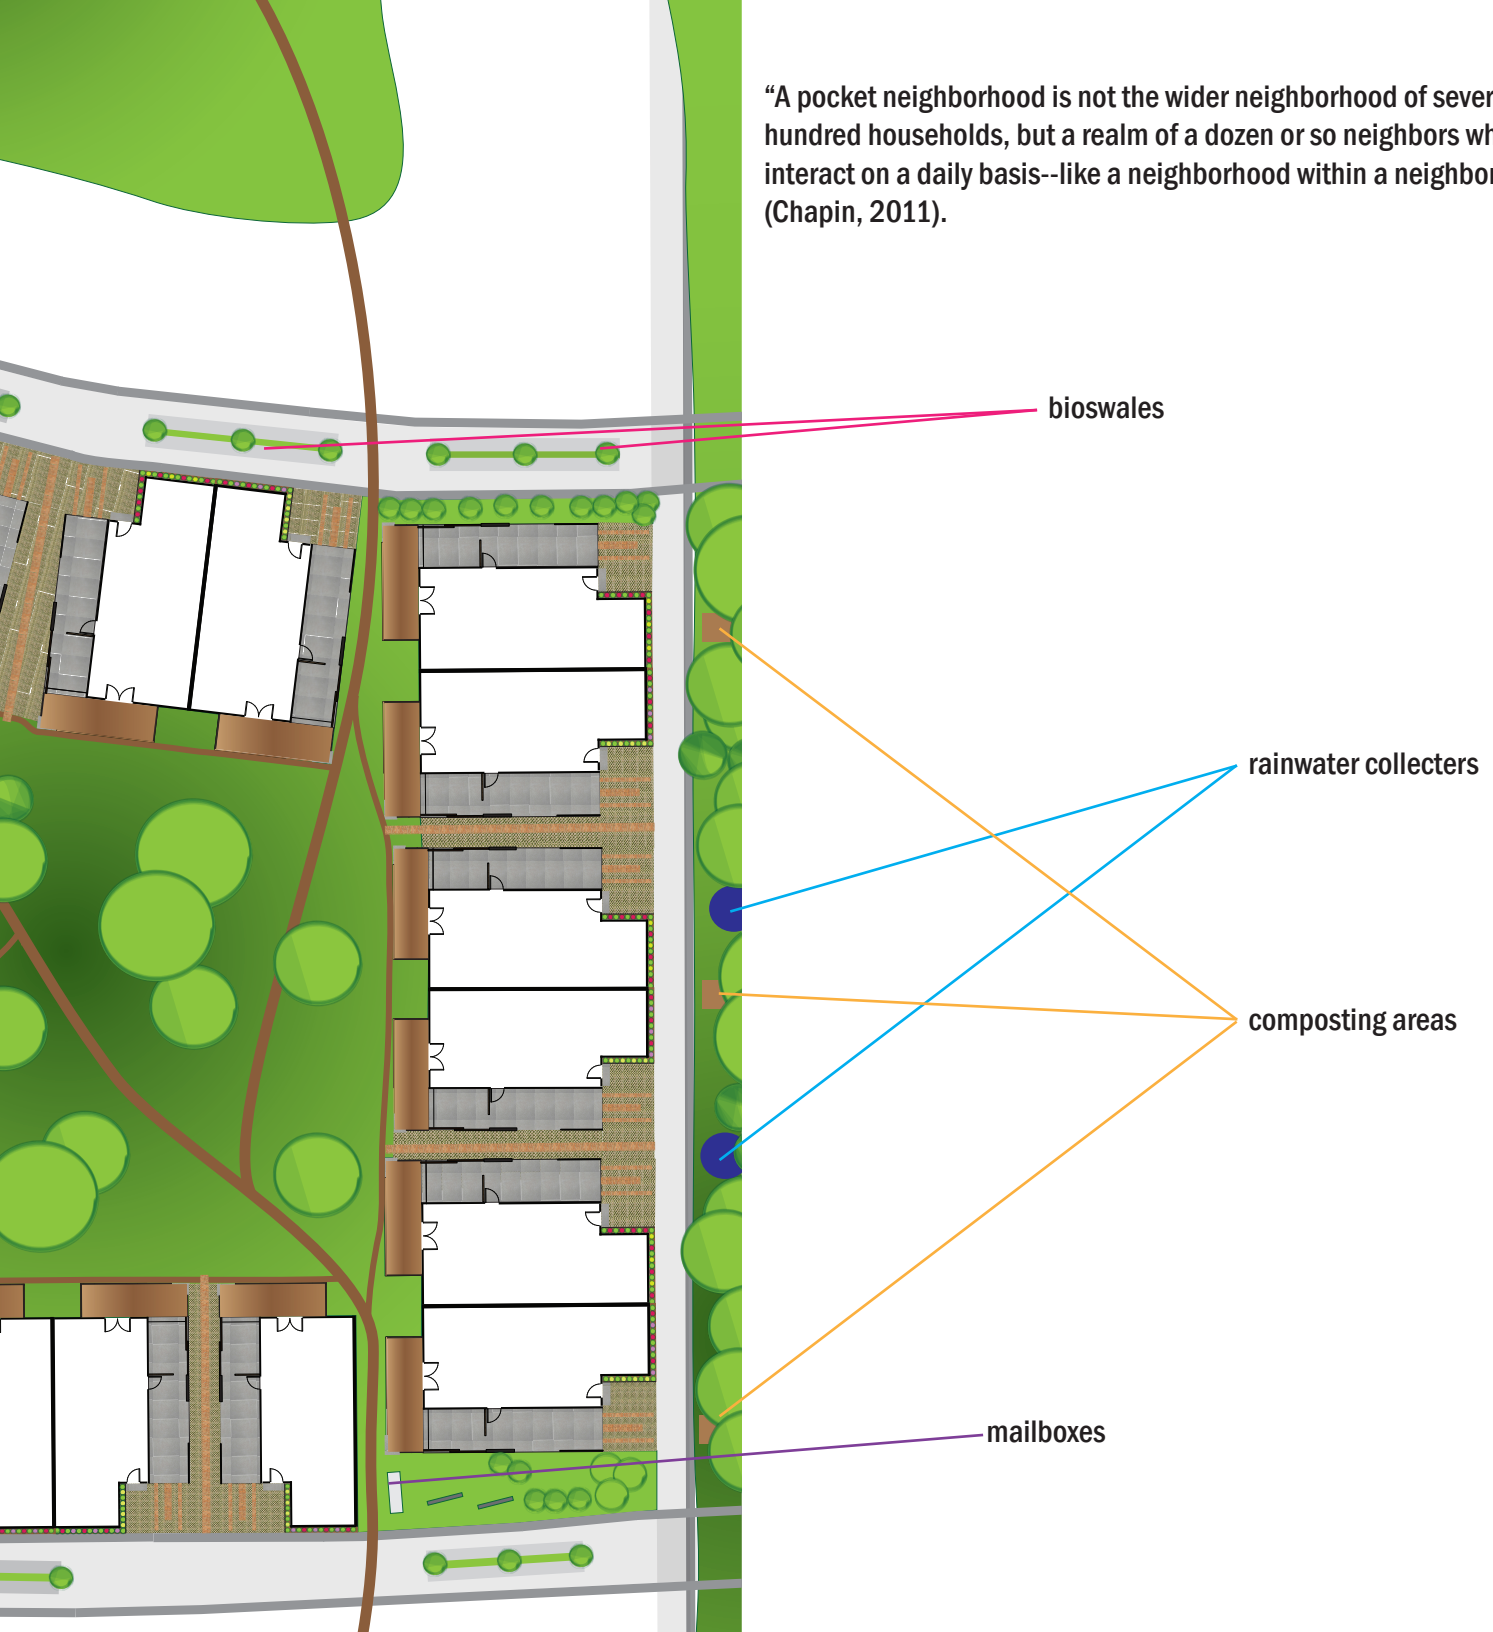 “A pocket neighborhood is not the wider neighborhood of sever
hundred households, but a realm of a dozen or so neighbors wh
interact on a daily basis--like a neighborhood within a neighbor
(Chapin, 2011).
bioswales
rainwater collecters
composting areas
mailboxes